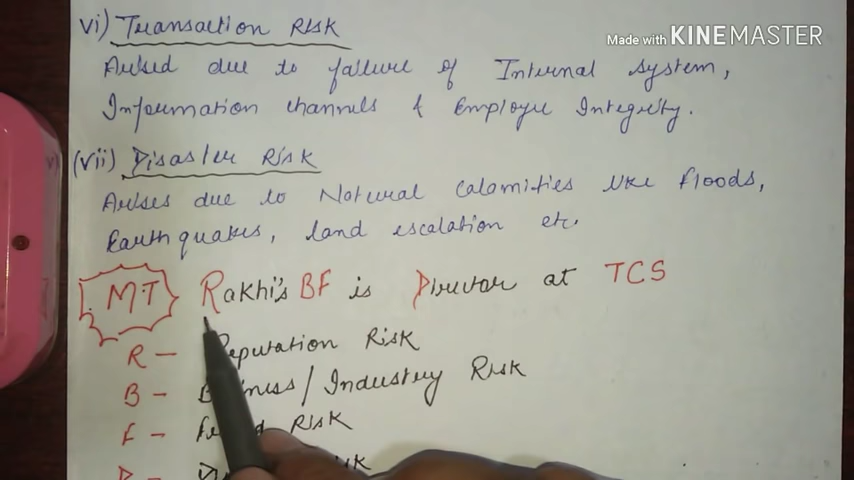 Made with KINEMASTER
vi) Transaction Risk
Arised due to failure of Internal system,
Information channels & Employee Integrity.
(vii) Disaster Risk
Arises due to Natural Calamities like floods,
Earthquakes, land escalation etc
MT Rakhi's BF is Director at TCS
R - Reputation Risk
B - Business/Industry Risk
F - Risk
D -